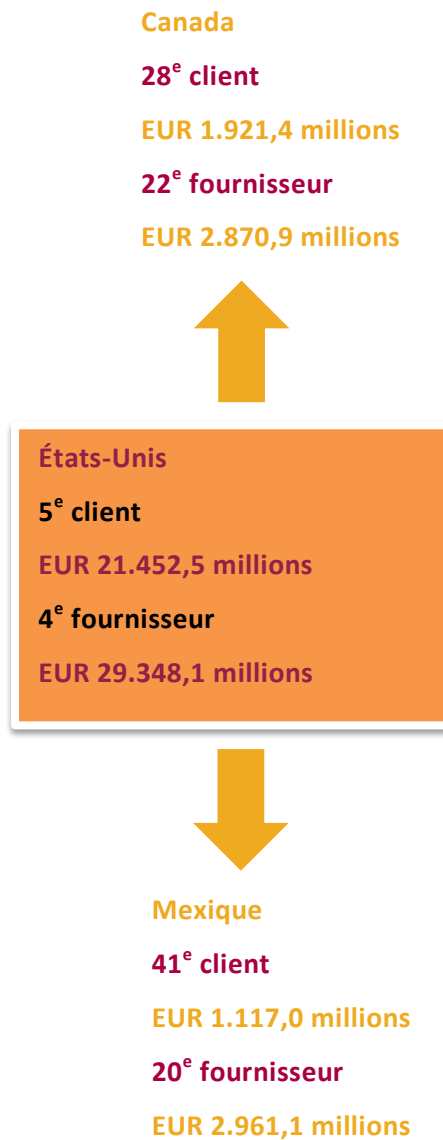 Canada
28e client
EUR 1.921,4 millions
22e fournisseur
EUR 2.870,9 millions
États-Unis
5e client
EUR 21.452,5 millions
4e fournisseur
EUR 29.348,1 millions
Mexique
41e client
EUR 1.117,0 millions
20e fournisseur
EUR 2.961,1 millions